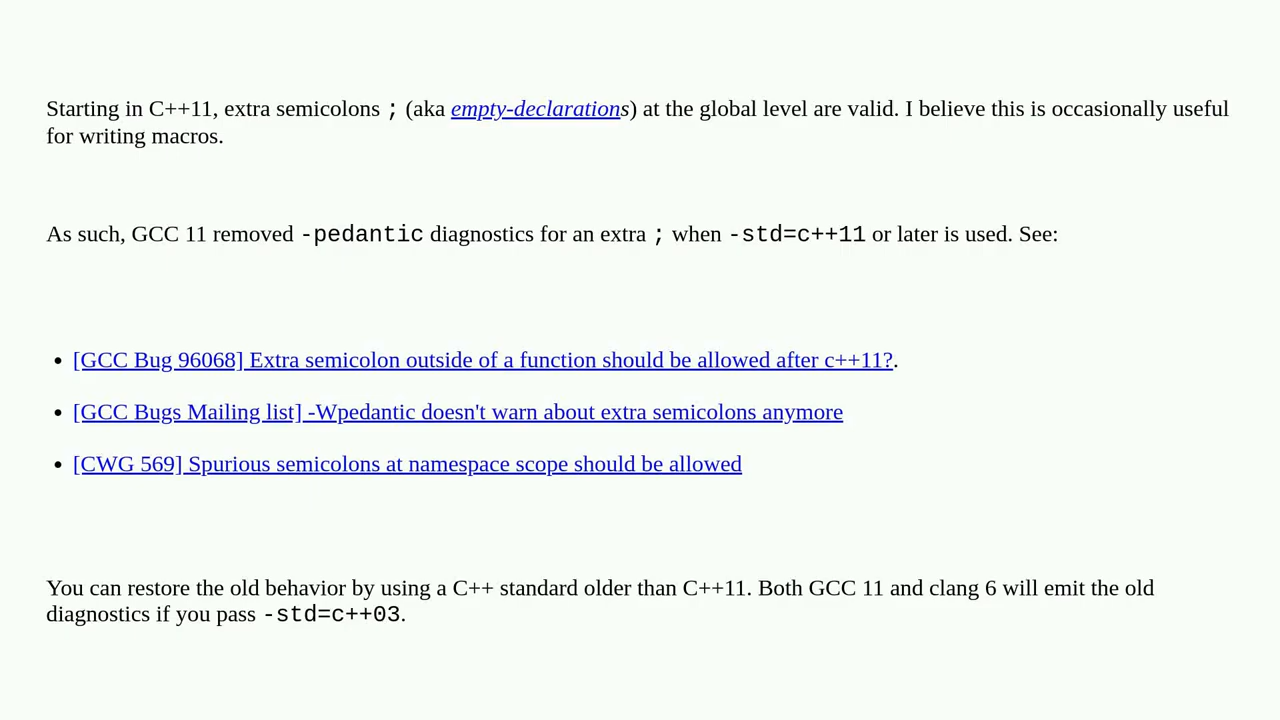 Starting in C++11, extra semicolons ; (aka empty-declarations) at the global level are valid. I believe this is occasionally useful
for writing macros.
As such, GCC 11 removed -pedantic diagnostics for an extra ; when -std=c++11 or later is used. See:
• [GCC Bug 96068] Extra semicolon outside of a function should be allowed after c++11?.
• [GCC Bugs Mailing list] -Wpedantic doesn't warn about extra semicolons anymore
• [CWG 569] Spurious semicolons at namespace scope should be allowed
You can restore the old behavior by using a C++ standard older than C++11. Both GCC 11 and clang 6 will emit the old
diagnostics if you pass -std=c++03.